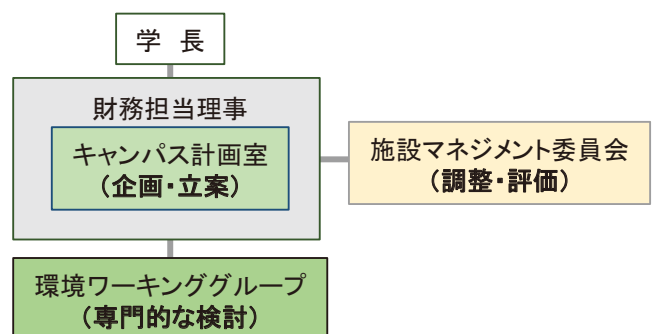 学 長
財務担当理事
キャンパス計画室
（企画・立案）
施設マネジメント委員会
（調整・評価）
環境ワーキンググループ
（専門的な検討）